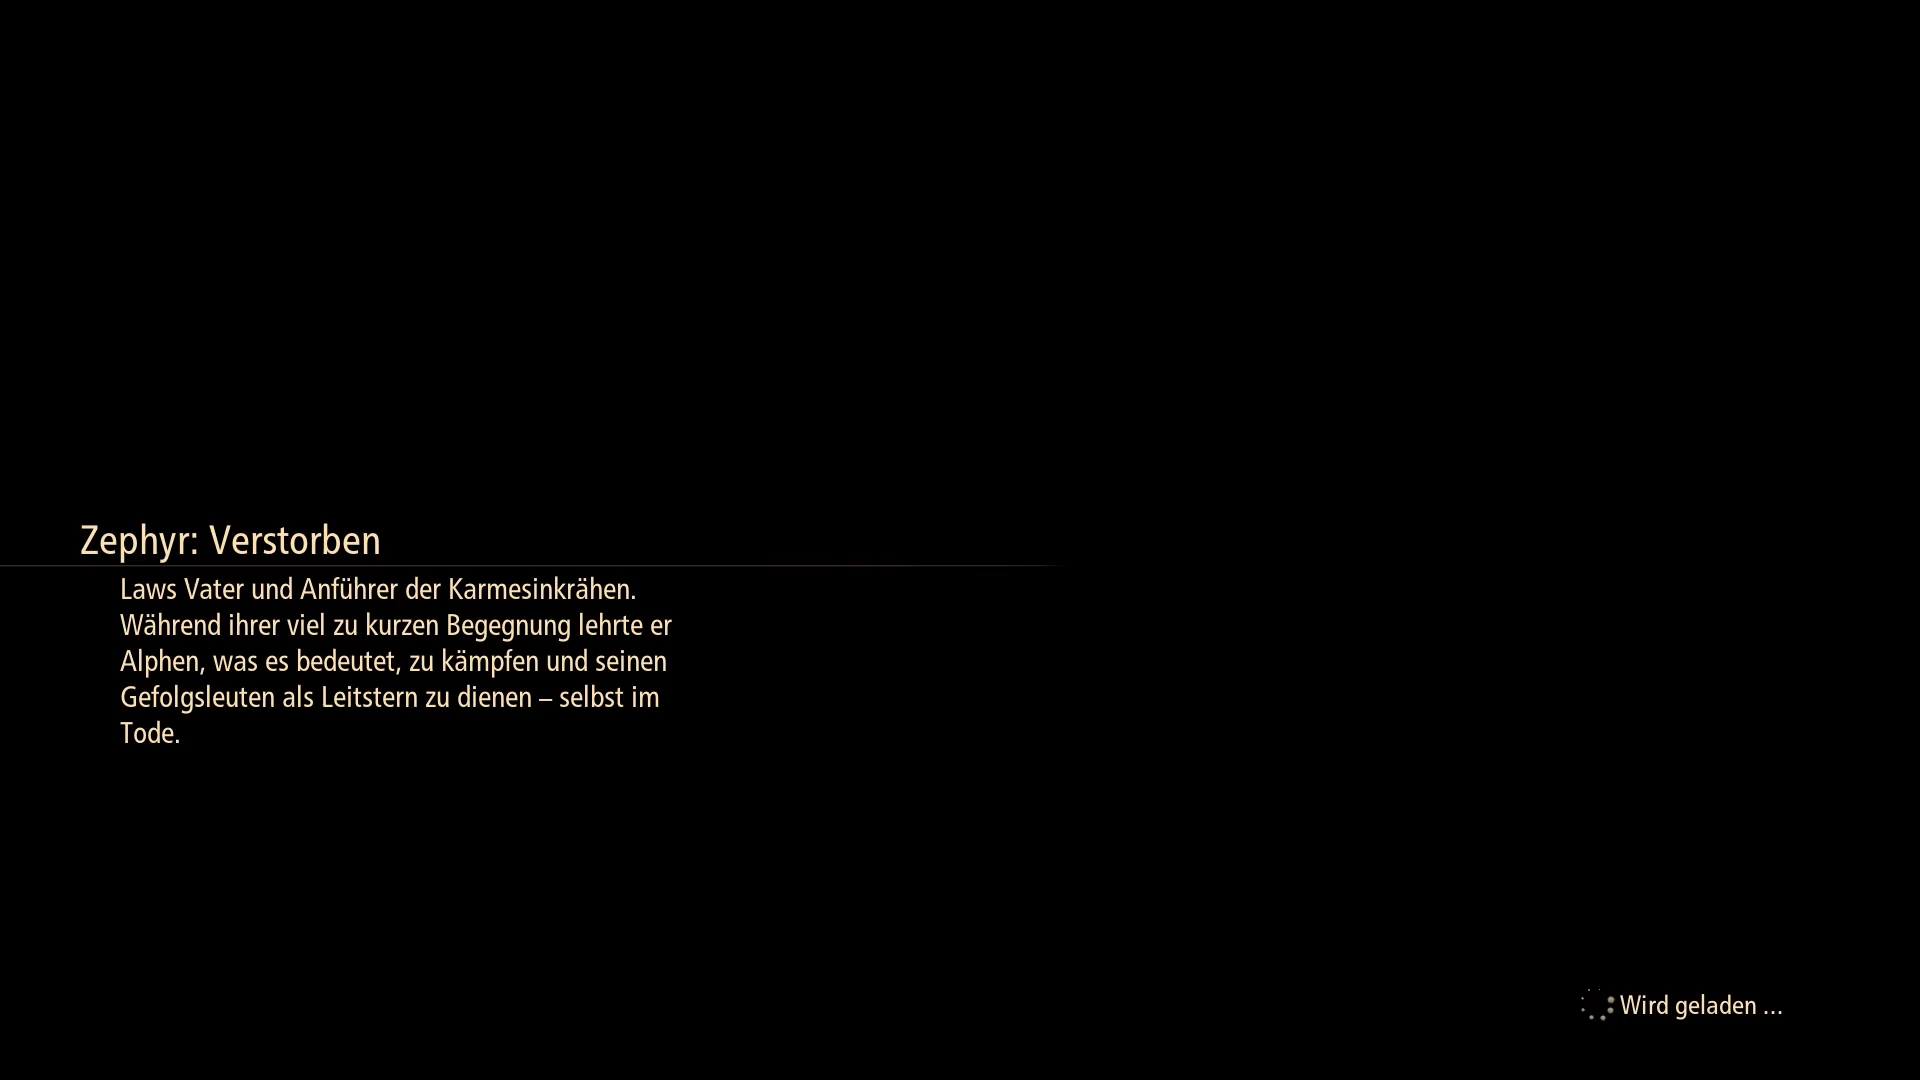 Zephyr: Verstorben
Laws Vater und Anführer der Karmesinkrähen.
Während ihrer viel zu kurzen Begegnung lehrte er
Alphen, was es bedeutet, zu kämpfen und seinen
Gefolgsleuten als Leitstern zu dienen – selbst im
Tode.
Wird geladen ...